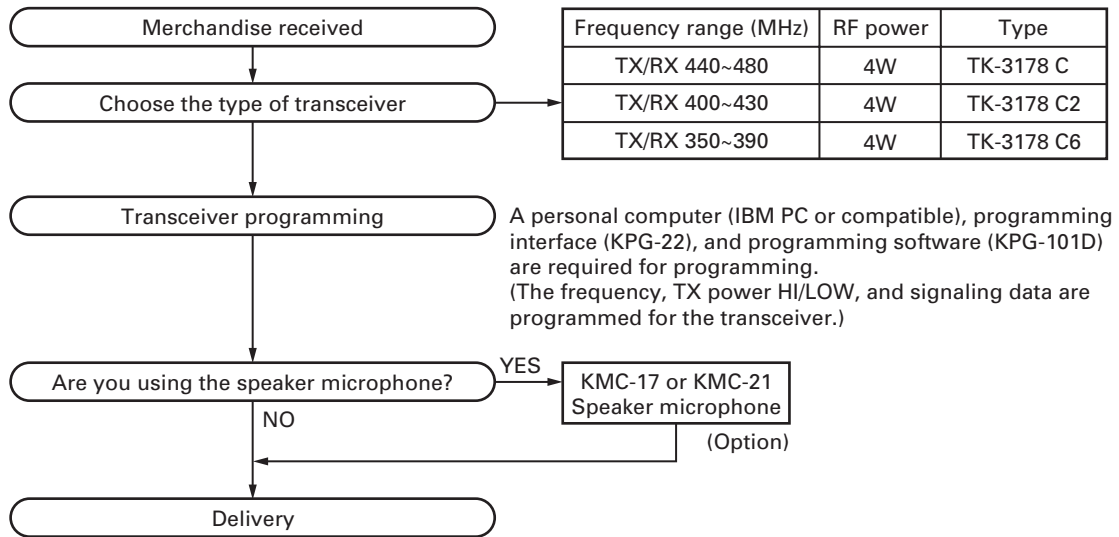 Merchandise received
Choose the type of transceiver
Frequency range (MHz) RF power Type
TX/RX 440~480 4W TK-3178 C
TX/RX 400~430 4W TK-3178 C2
TX/RX 350~390 4W TK-3178 C6
Transceiver programming
A personal computer (IBM PC or compatible), programming
interface (KPG-22), and programming software (KPG-101D)
are required for programming.
(The frequency, TX power HI/LOW, and signaling data are
programmed for the transceiver.)
Are you using the speaker microphone?
YES
KMC-17 or KMC-21
Speaker microphone
(Option)
NO
Delivery